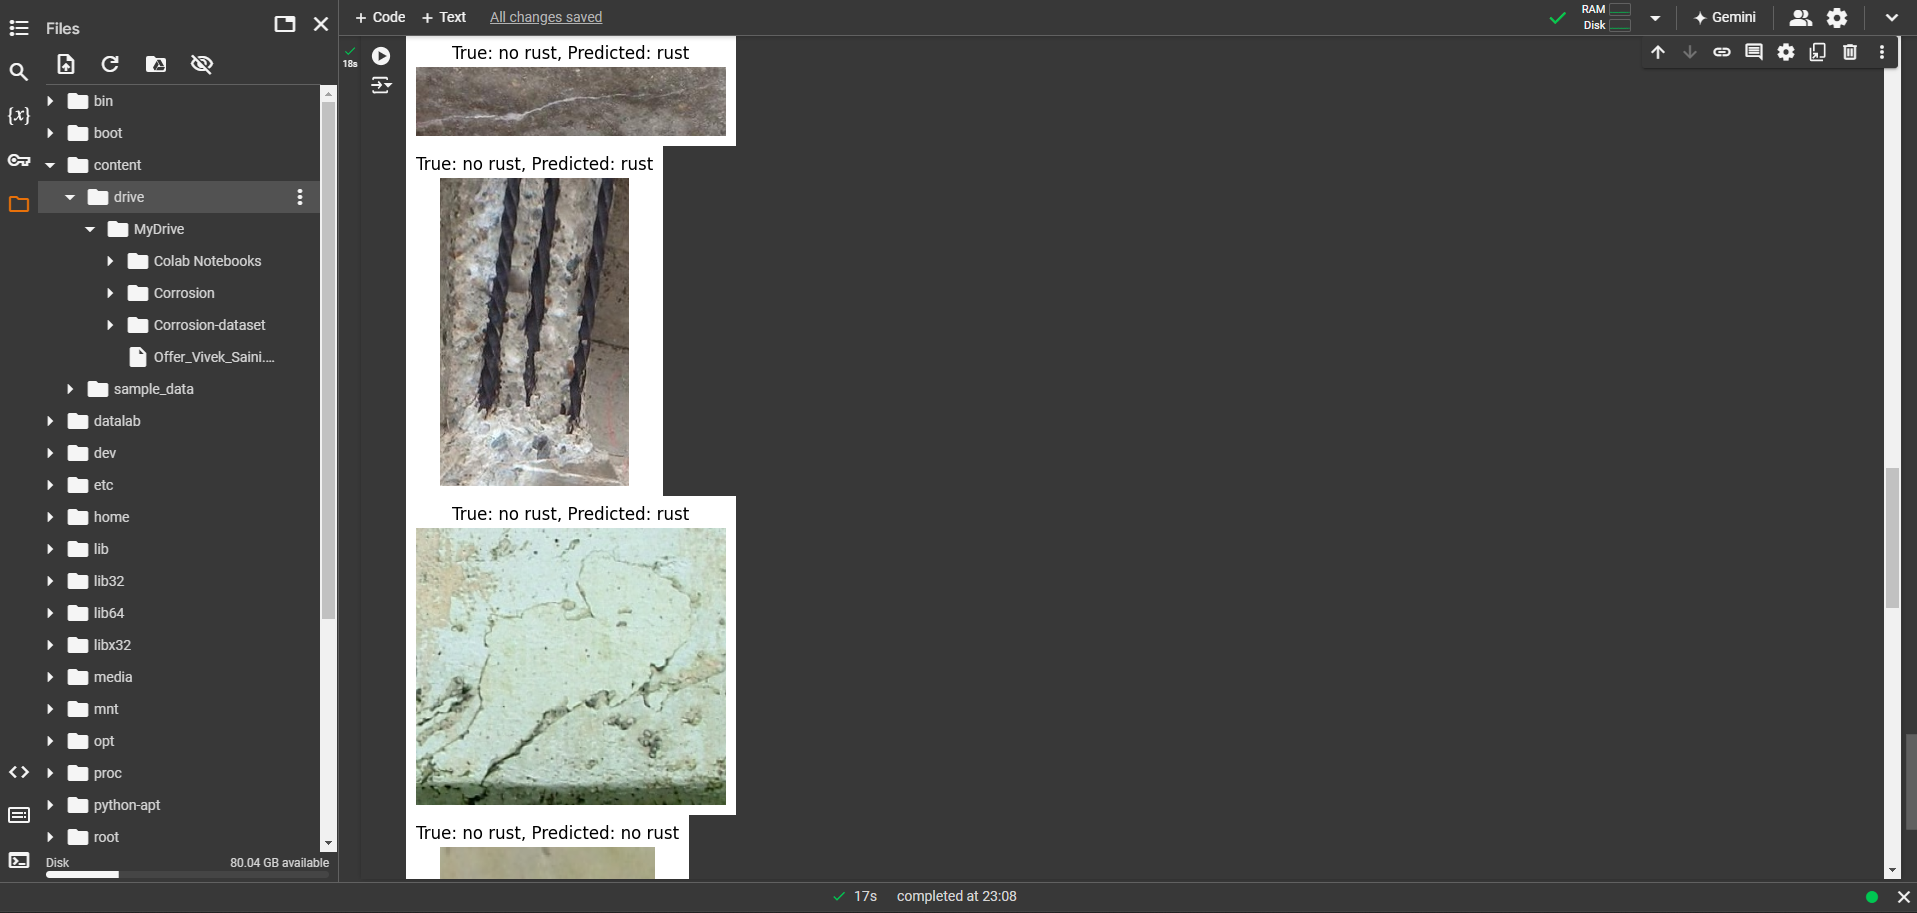 Files
bin
boot
content
drive
MyDrive
Colab Notebooks
Corrosion
Corrosion-dataset
Offer_Vivek_Saini....
sample_data
datalab
dev
etc
home
lib
lib32
lib64
libx32
media
mnt
opt
proc
python-apt
root
Disk 80.04 GB available
{x}
+ Code + Text All changes saved
RAM
Disk
Gemini
18s
True: no rust, Predicted: rust
True: no rust, Predicted: rust
True: no rust, Predicted: rust
True: no rust, Predicted: no rust
17s completed at 23:08